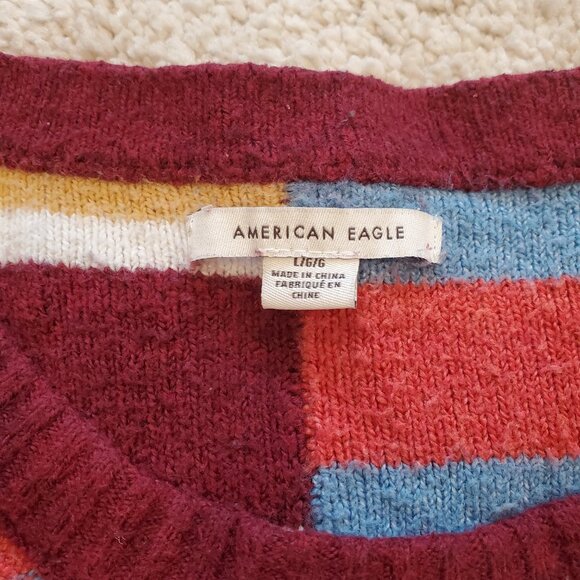 AMERICAN EAGLE
L/G/G
MADE IN CHINA
FABRIQUÉ EN
CHINE